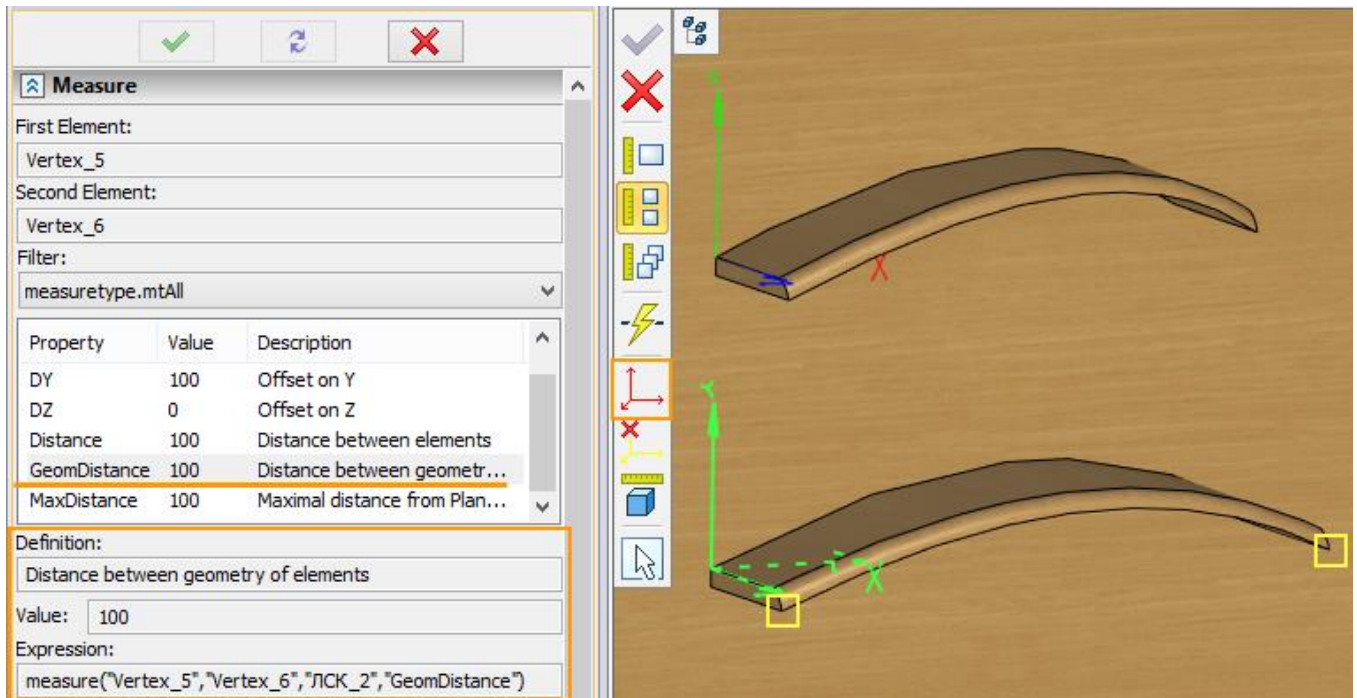 Measure
First Element:
Vertex_5
Second Element:
Vertex_6
Filter:
measuretype.mtAll
Property Value Description
DY 100 Offset on Y
DZ 0 Offset on Z
Distance 100 Distance between elements
GeomDistance 100 Distance between geometr...
MaxDistance 100 Maximal distance from Plan...
Definition:
Distance between geometry of elements
Value: 100
Expression:
measure("Vertex_5","Vertex_6","ЛСК_2","GeomDistance")
Y
X
Y
X